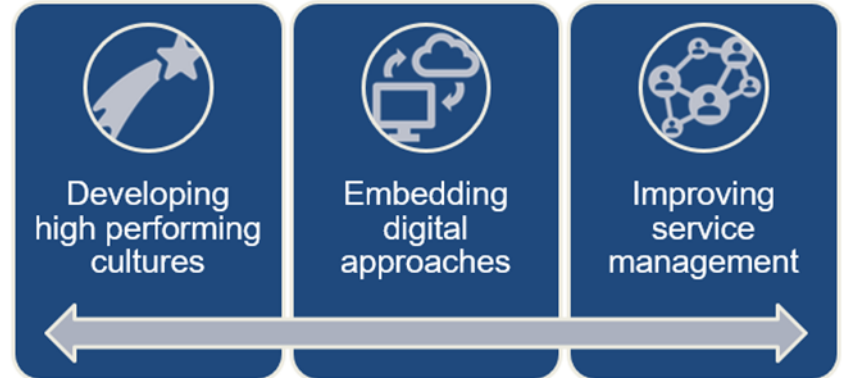 Developing
high performing
cultures
Embedding
digital
approaches
Improving
service
management